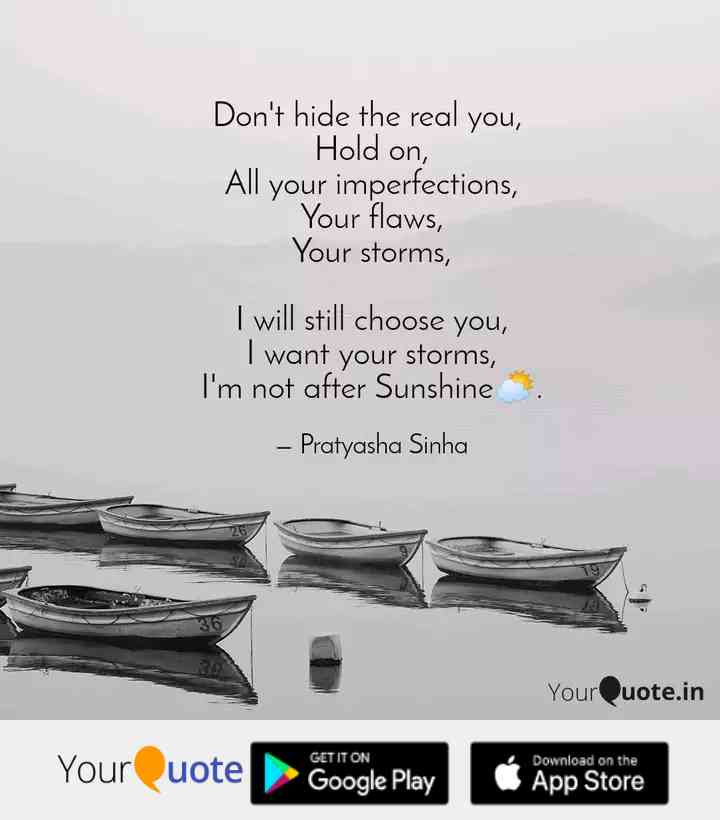 Don't hide the real you,
Hold on,
All your imperfections,
Your flaws,
Your storms,
I will still choose you,
I want your storms,
I'm not after Sunshine🌥️.
– Pratyasha Sinha
26
9
19
36
YourQuote.in
YourQuote
GET IT ON
Google Play
Download on the
App Store